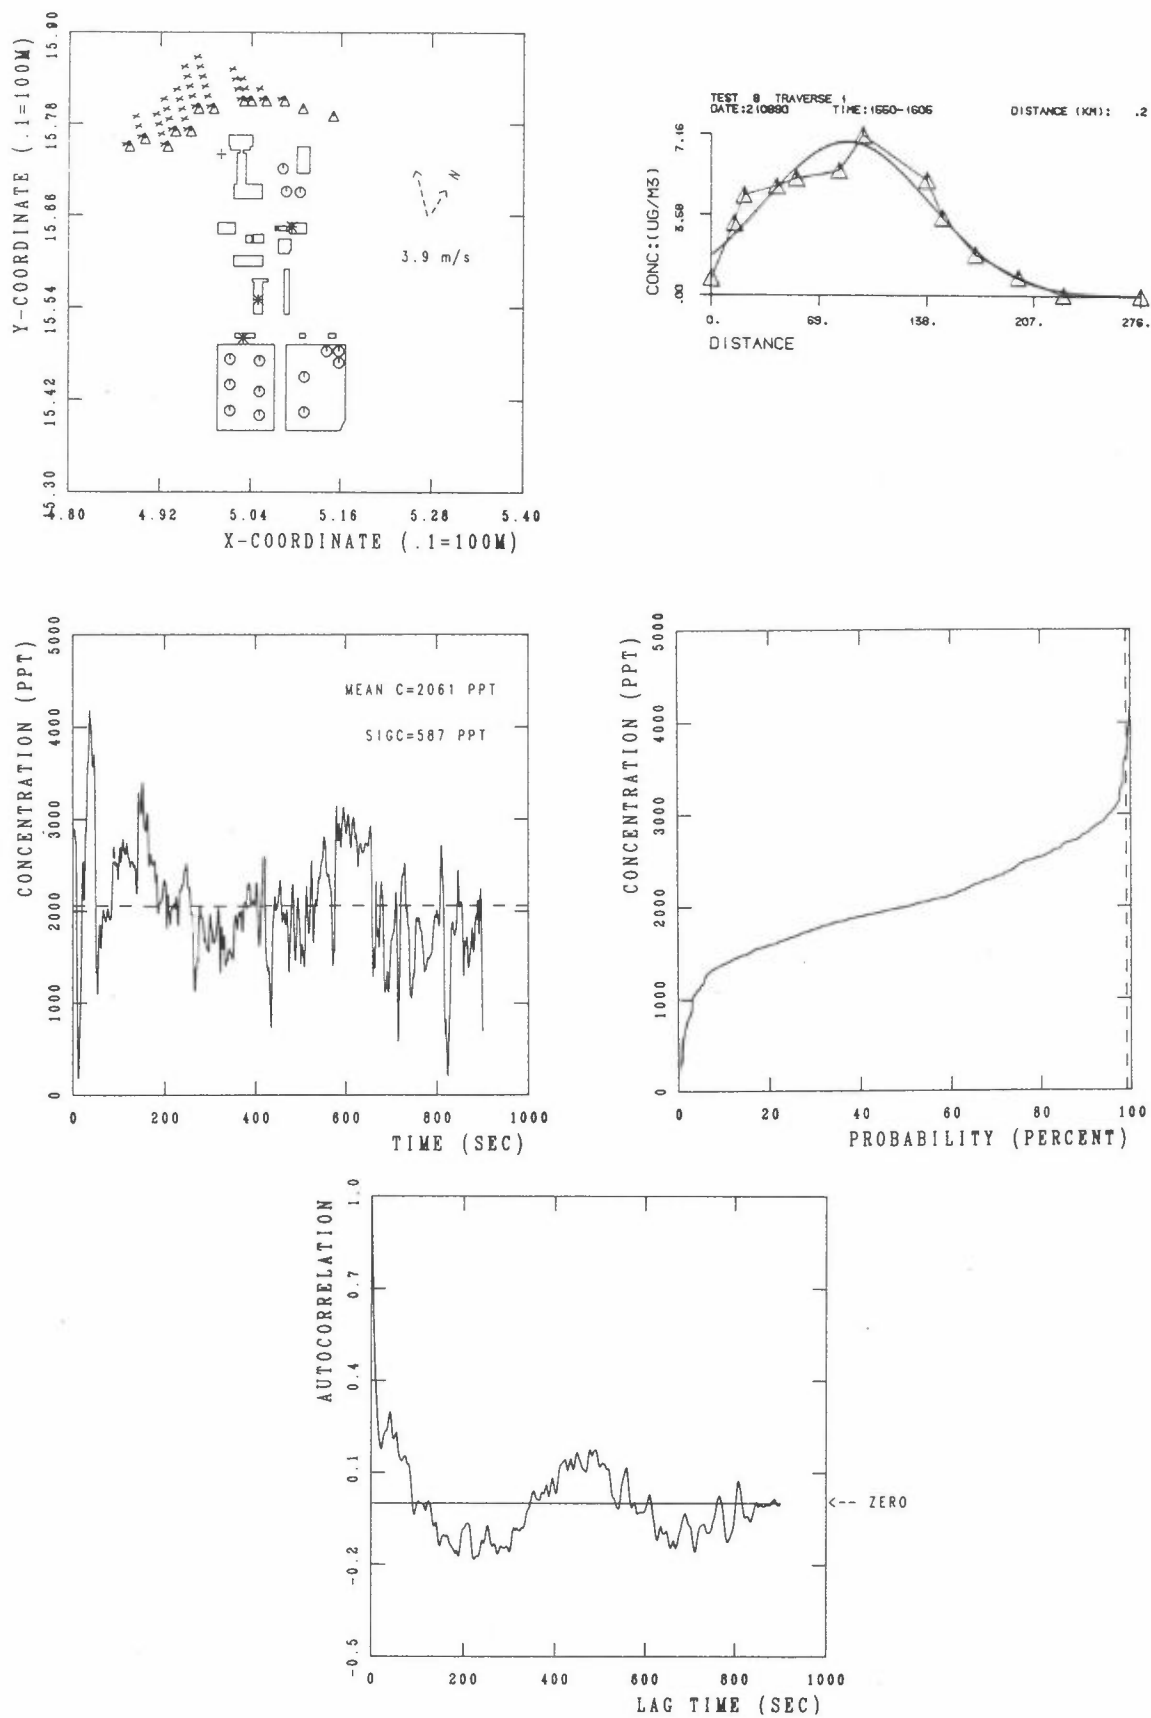 15.90
15.78
15.66
15.54
15.42
15.30
Y-COORDINATE (.1=100M)
N
3.9 m/s
4.80 4.92 5.04 5.16 5.28 5.40
X-COORDINATE (.1=100M)
TEST 8 TRAVERSE 1
DATE:210890 TIME:1550-1605 DISTANCE (KM): .2
7.16
3.58
.00
CONC:(UG/M3)
0. 69. 138. 207. 276.
DISTANCE
5000
4000
3000
2000
1000
0
CONCENTRATION (PPT)
MEAN C=2061 PPT
SIGC=587 PPT
0 200 400 600 800 1000
TIME (SEC)
5000
4000
3000
2000
1000
0
CONCENTRATION (PPT)
0 20 40 60 80 100
PROBABILITY (PERCENT)
1.0
0.7
0.4
0.1
-0.2
-0.5
AUTOCORRELATION
<-- ZERO
0 200 400 600 800 1000
LAG TIME (SEC)